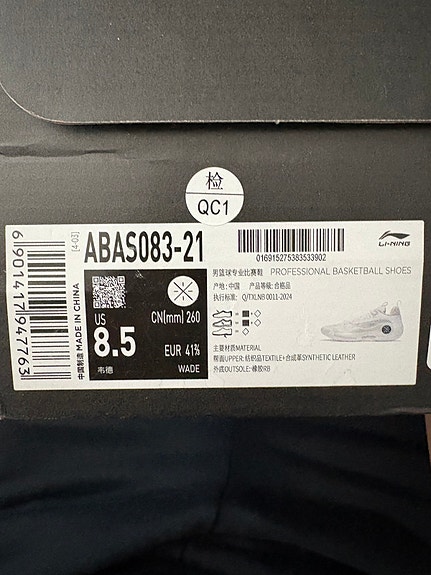 检
QC1
6901417947763
[4-03]
中國制造 MADE IN CHINA
ABAS083-21
016915275383533902
LI-NING
US
8.5
韦德
CN(mm) 260
EUR 41⅓
WADE
男篮球专业比赛鞋 PROFESSIONAL BASKETBALL SHOES
产地: 中国 产品等级: 合格品
执行标准: Q/TXLNB 0011-2024
主要材质MATERIAL
帮面UPPER: 纺织品TEXTILE+合成革SYNTHETIC LEATHER
外底OUTSOLE: 橡胶RB